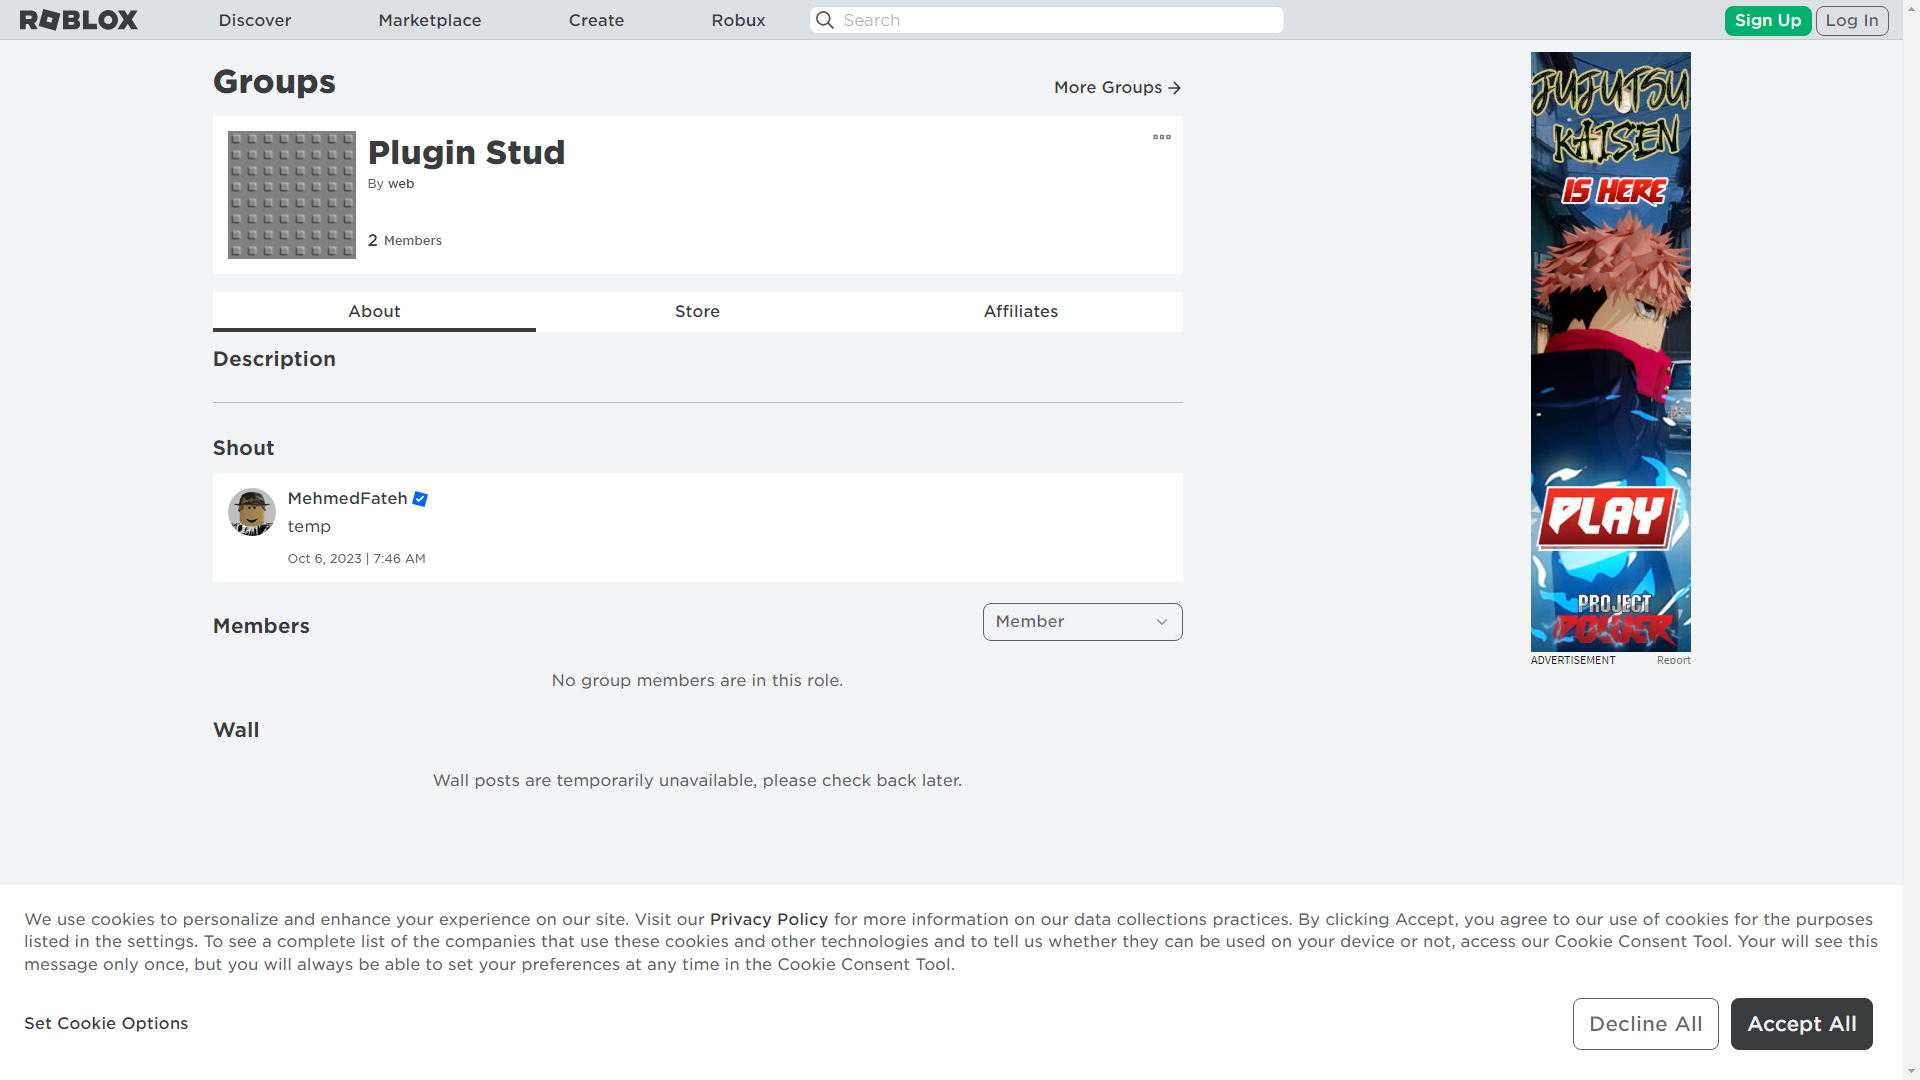 ROBLOX
Discover
Marketplace
Create
Robux
Search
Sign Up
Log In
Groups
More Groups
Plugin Stud
By web
2 Members
About
Store
Affiliates
Description
Shout
MehmedFateh
temp
Oct 6, 2023 | 7:46 AM
Members
Member
No group members are in this role.
Wall
Wall posts are temporarily unavailable, please check back later.
JUJUTSU
KAISEN
IS HERE
PLAY
PROJECT
POWER
ADVERTISEMENT
Report
We use cookies to personalize and enhance your experience on our site. Visit our Privacy Policy for more information on our data collections practices. By clicking Accept, you agree to our use of cookies for the purposes
listed in the settings. To see a complete list of the companies that use these cookies and other technologies and to tell us whether they can be used on your device or not, access our Cookie Consent Tool. Your will see this
message only once, but you will always be able to set your preferences at any time in the Cookie Consent Tool.
Set Cookie Options
Decline All
Accept All